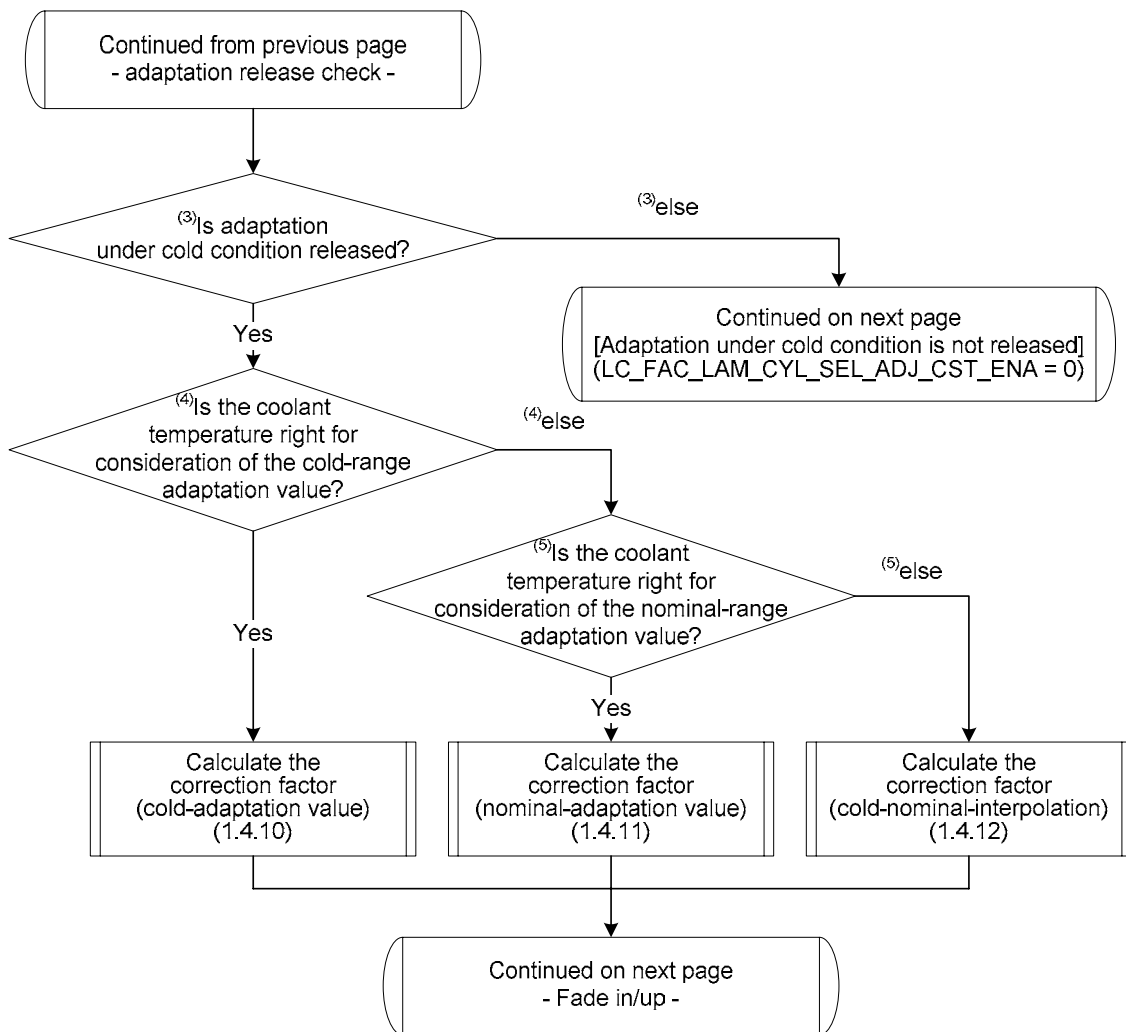 Continued from previous page
- adaptation release check -
(3)Is adaptation
under cold condition released?
(3)else
Yes
Continued on next page
[Adaptation under cold condition is not released]
(LC_FAC_LAM_CYL_SEL_ADJ_CST_ENA = 0)
(4)Is the coolant
temperature right for
consideration of the cold-range
adaptation value?
(4)else
(5)Is the coolant
temperature right for
consideration of the nominal-range
adaptation value?
(5)else
Yes
Yes
Calculate the
correction factor
(cold-adaptation value)
(1.4.10)
Calculate the
correction factor
(nominal-adaptation value)
(1.4.11)
Calculate the
correction factor
(cold-nominal-interpolation)
(1.4.12)
Continued on next page
- Fade in/up -